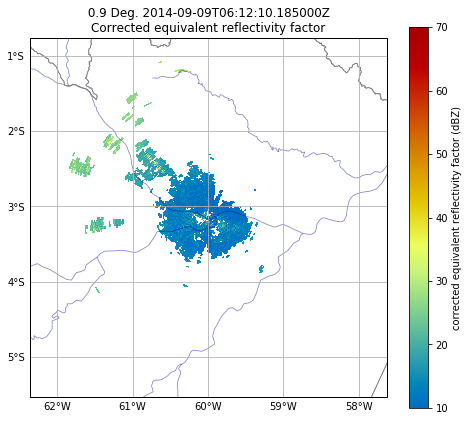 0.9 Deg. 2014-09-09T06:12:10.185000Z
Corrected equivalent reflectivity factor
1°S
2°S
3°S
4°S
5°S
62°W
61°W
60°W
59°W
58°W
70
60
50
40
30
20
10
corrected equivalent reflectivity factor (dBZ)